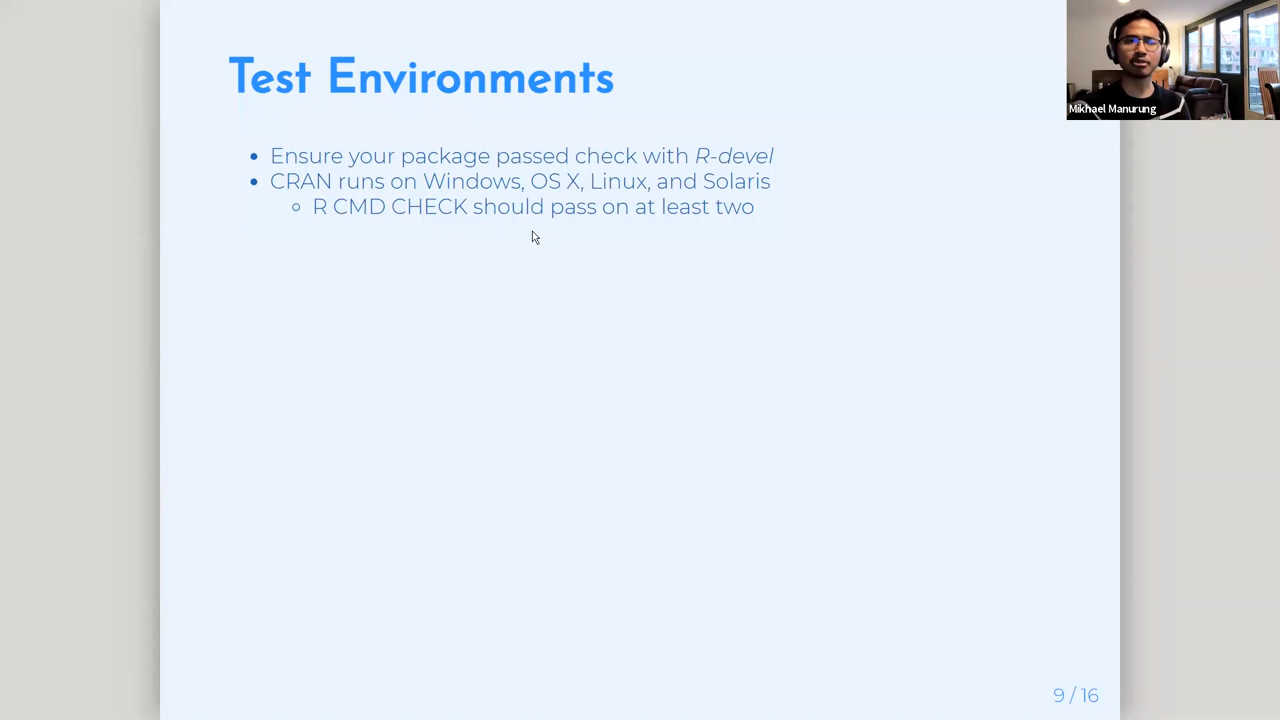 Test Environments
Mikhael Manurung
Ensure your package passed check with R-devel
CRAN runs on Windows, OS X, Linux, and Solaris
R CMD CHECK should pass on at least two
9 / 16